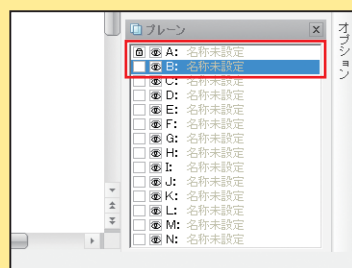 プレーン
オプション
A: 名称未設定
B: 名称未設定
C: 名称未設定
D: 名称未設定
E: 名称未設定
F: 名称未設定
G: 名称未設定
H: 名称未設定
I: 名称未設定
J: 名称未設定
K: 名称未設定
L: 名称未設定
M: 名称未設定
N: 名称未設定